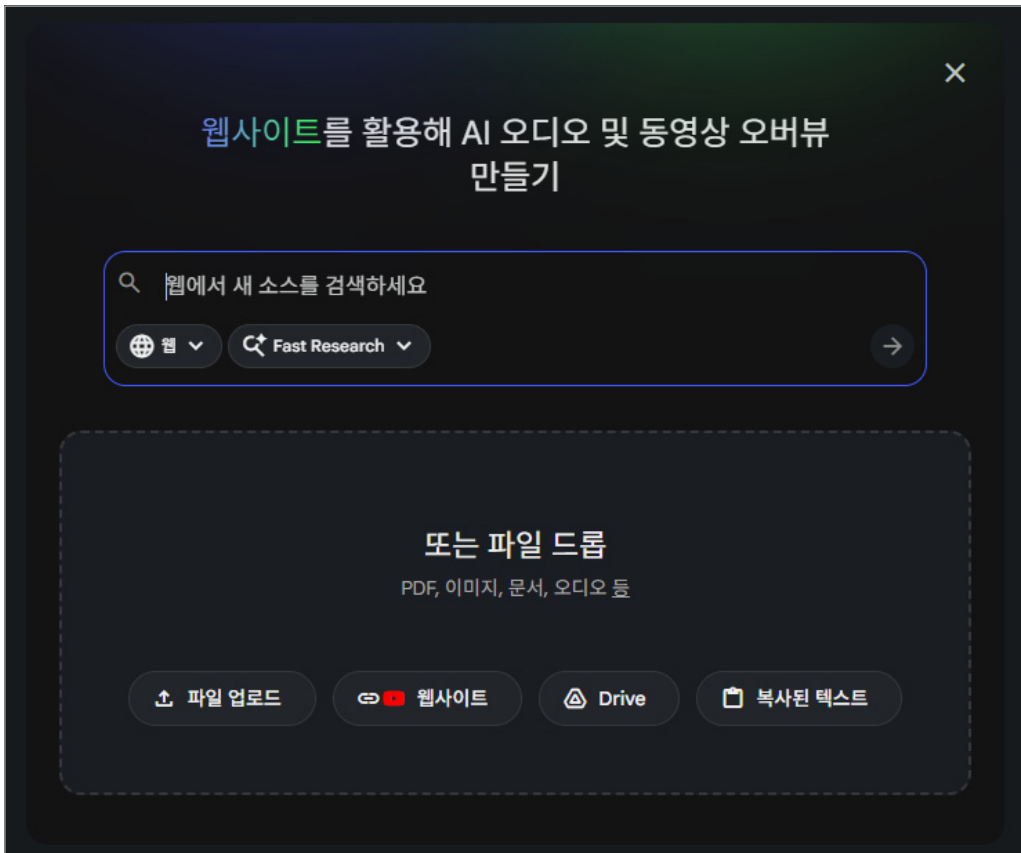 웹사이트를 활용해 AI 오디오 및 동영상 오버뷰
만들기
웹에서 새 소스를 검색하세요
웹
Fast Research
또는 파일 드롭
PDF, 이미지, 문서, 오디오 등
파일 업로드
웹사이트
Drive
복사된 텍스트